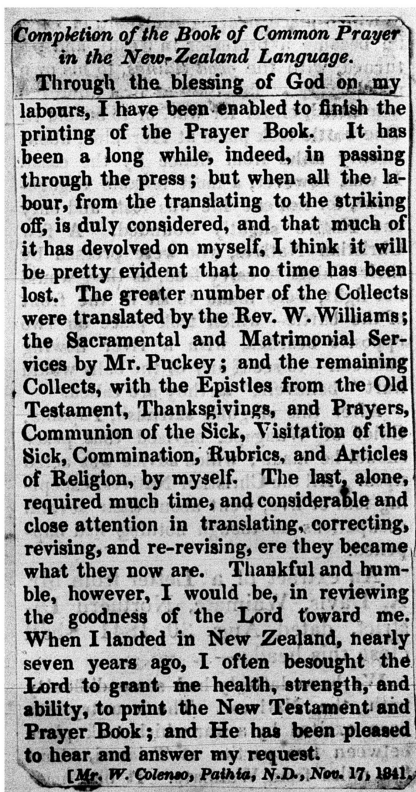 Completion of the Book of Common Prayer
in the New-Zealand Language.
Through the blessing of God on my
labours, I have been enabled to finish the
printing of the Prayer Book. It has
been a long while, indeed, in passing
through the press; but when all the la-
bour, from the translating to the striking
off, is duly considered, and that much of
it has devolved on myself, I think it will
be pretty evident that no time has been
lost. The greater number of the Collects
were translated by the Rev. W. Williams;
the Sacramental and Matrimonial Ser-
vices by Mr. Puckey; and the remaining
Collects, with the Epistles from the Old
Testament, Thanksgivings, and Prayers,
Communion of the Sick, Visitation of the
Sick, Commination, Rubrics, and Articles
of Religion, by myself. The last, alone,
required much time, and considerable and
close attention in translating, correcting,
revising, and re-revising, ere they became
what they now are. Thankful and hum-
ble, however, I would be, in reviewing
the goodness of the Lord toward me.
When I landed in New Zealand, nearly
seven years ago, I often besought the
Lord to grant me health, strength, and
ability, to print the New Testament and
Prayer Book; and He has been pleased
to hear and answer my request.
[Mr. W. Colenso, Paihia, N.D., Nov. 17, 1841.